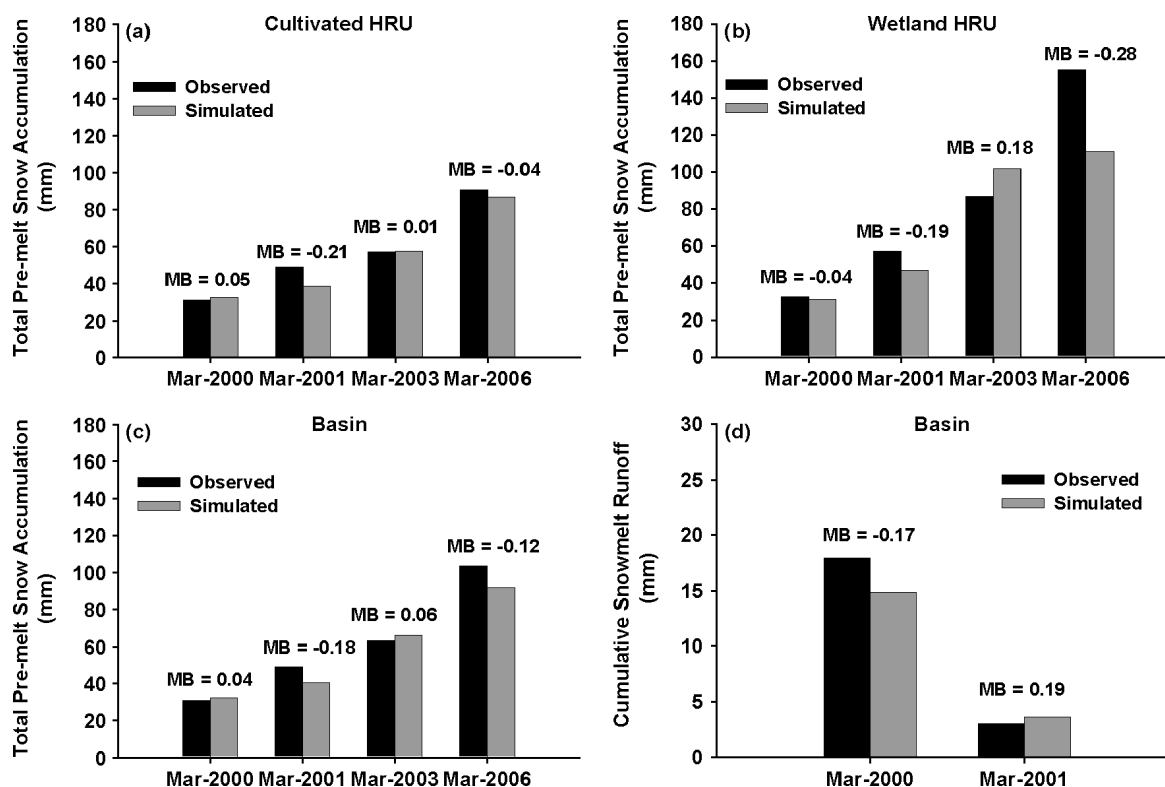 (a)
Cultivated HRU
Total Pre-melt Snow Accumulation
(mm)
180
160
140
120
100
80
60
40
20
0
Observed
Simulated
MB = 0.05
MB = -0.21
MB = 0.01
MB = -0.04
Mar-2000
Mar-2001
Mar-2003
Mar-2006
(b)
Wetland HRU
Total Pre-melt Snow Accumulation
(mm)
180
160
140
120
100
80
60
40
20
0
Observed
Simulated
MB = -0.04
MB = -0.19
MB = 0.18
MB = -0.28
Mar-2000
Mar-2001
Mar-2003
Mar-2006
(c)
Basin
Total Pre-melt Snow Accumulation
(mm)
180
160
140
120
100
80
60
40
20
0
Observed
Simulated
MB = 0.04
MB = -0.18
MB = 0.06
MB = -0.12
Mar-2000
Mar-2001
Mar-2003
Mar-2006
(d)
Basin
Cumulative Snowmelt Runoff
(mm)
30
25
20
15
10
5
0
Observed
Simulated
MB = -0.17
MB = 0.19
Mar-2000
Mar-2001